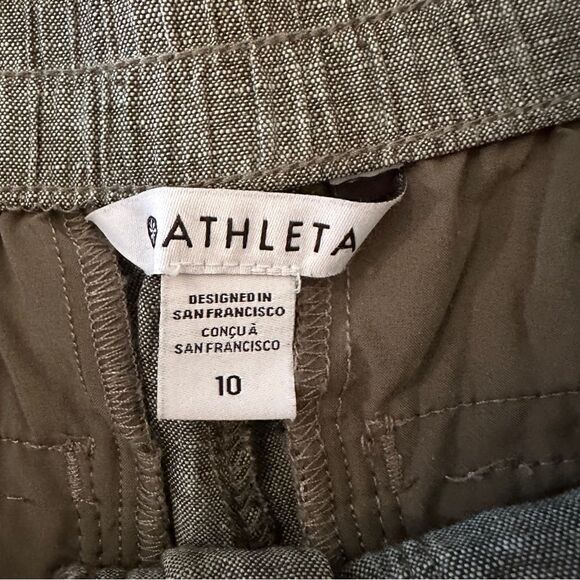 ATHLETA
DESIGNED IN
SAN FRANCISCO
CONÇU À
SAN FRANCISCO
10